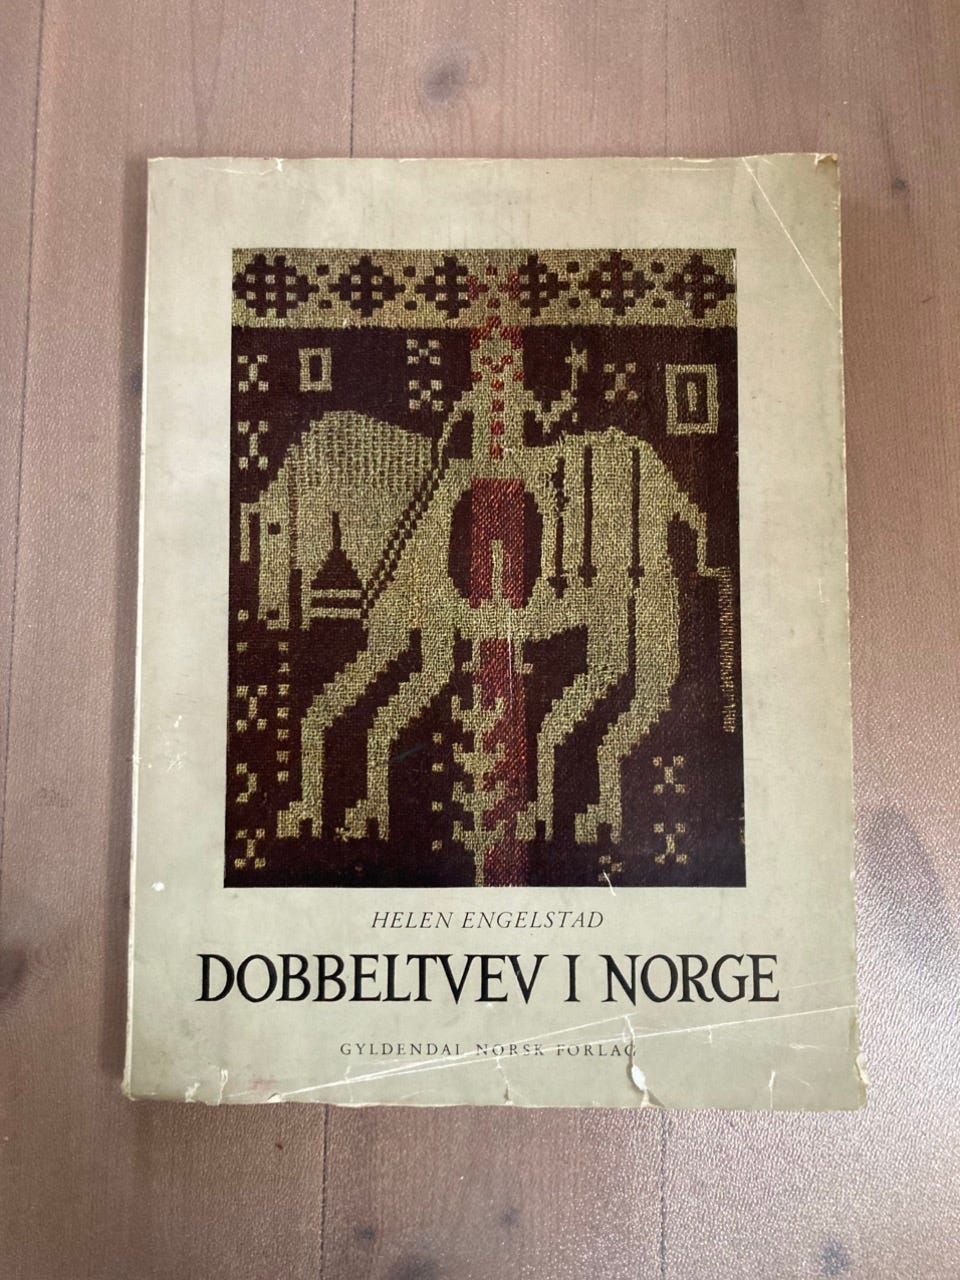 HELEN ENGELSTAD
DOBBELTVEV I NORGE
GYLDENDAL NORSK FORLAG